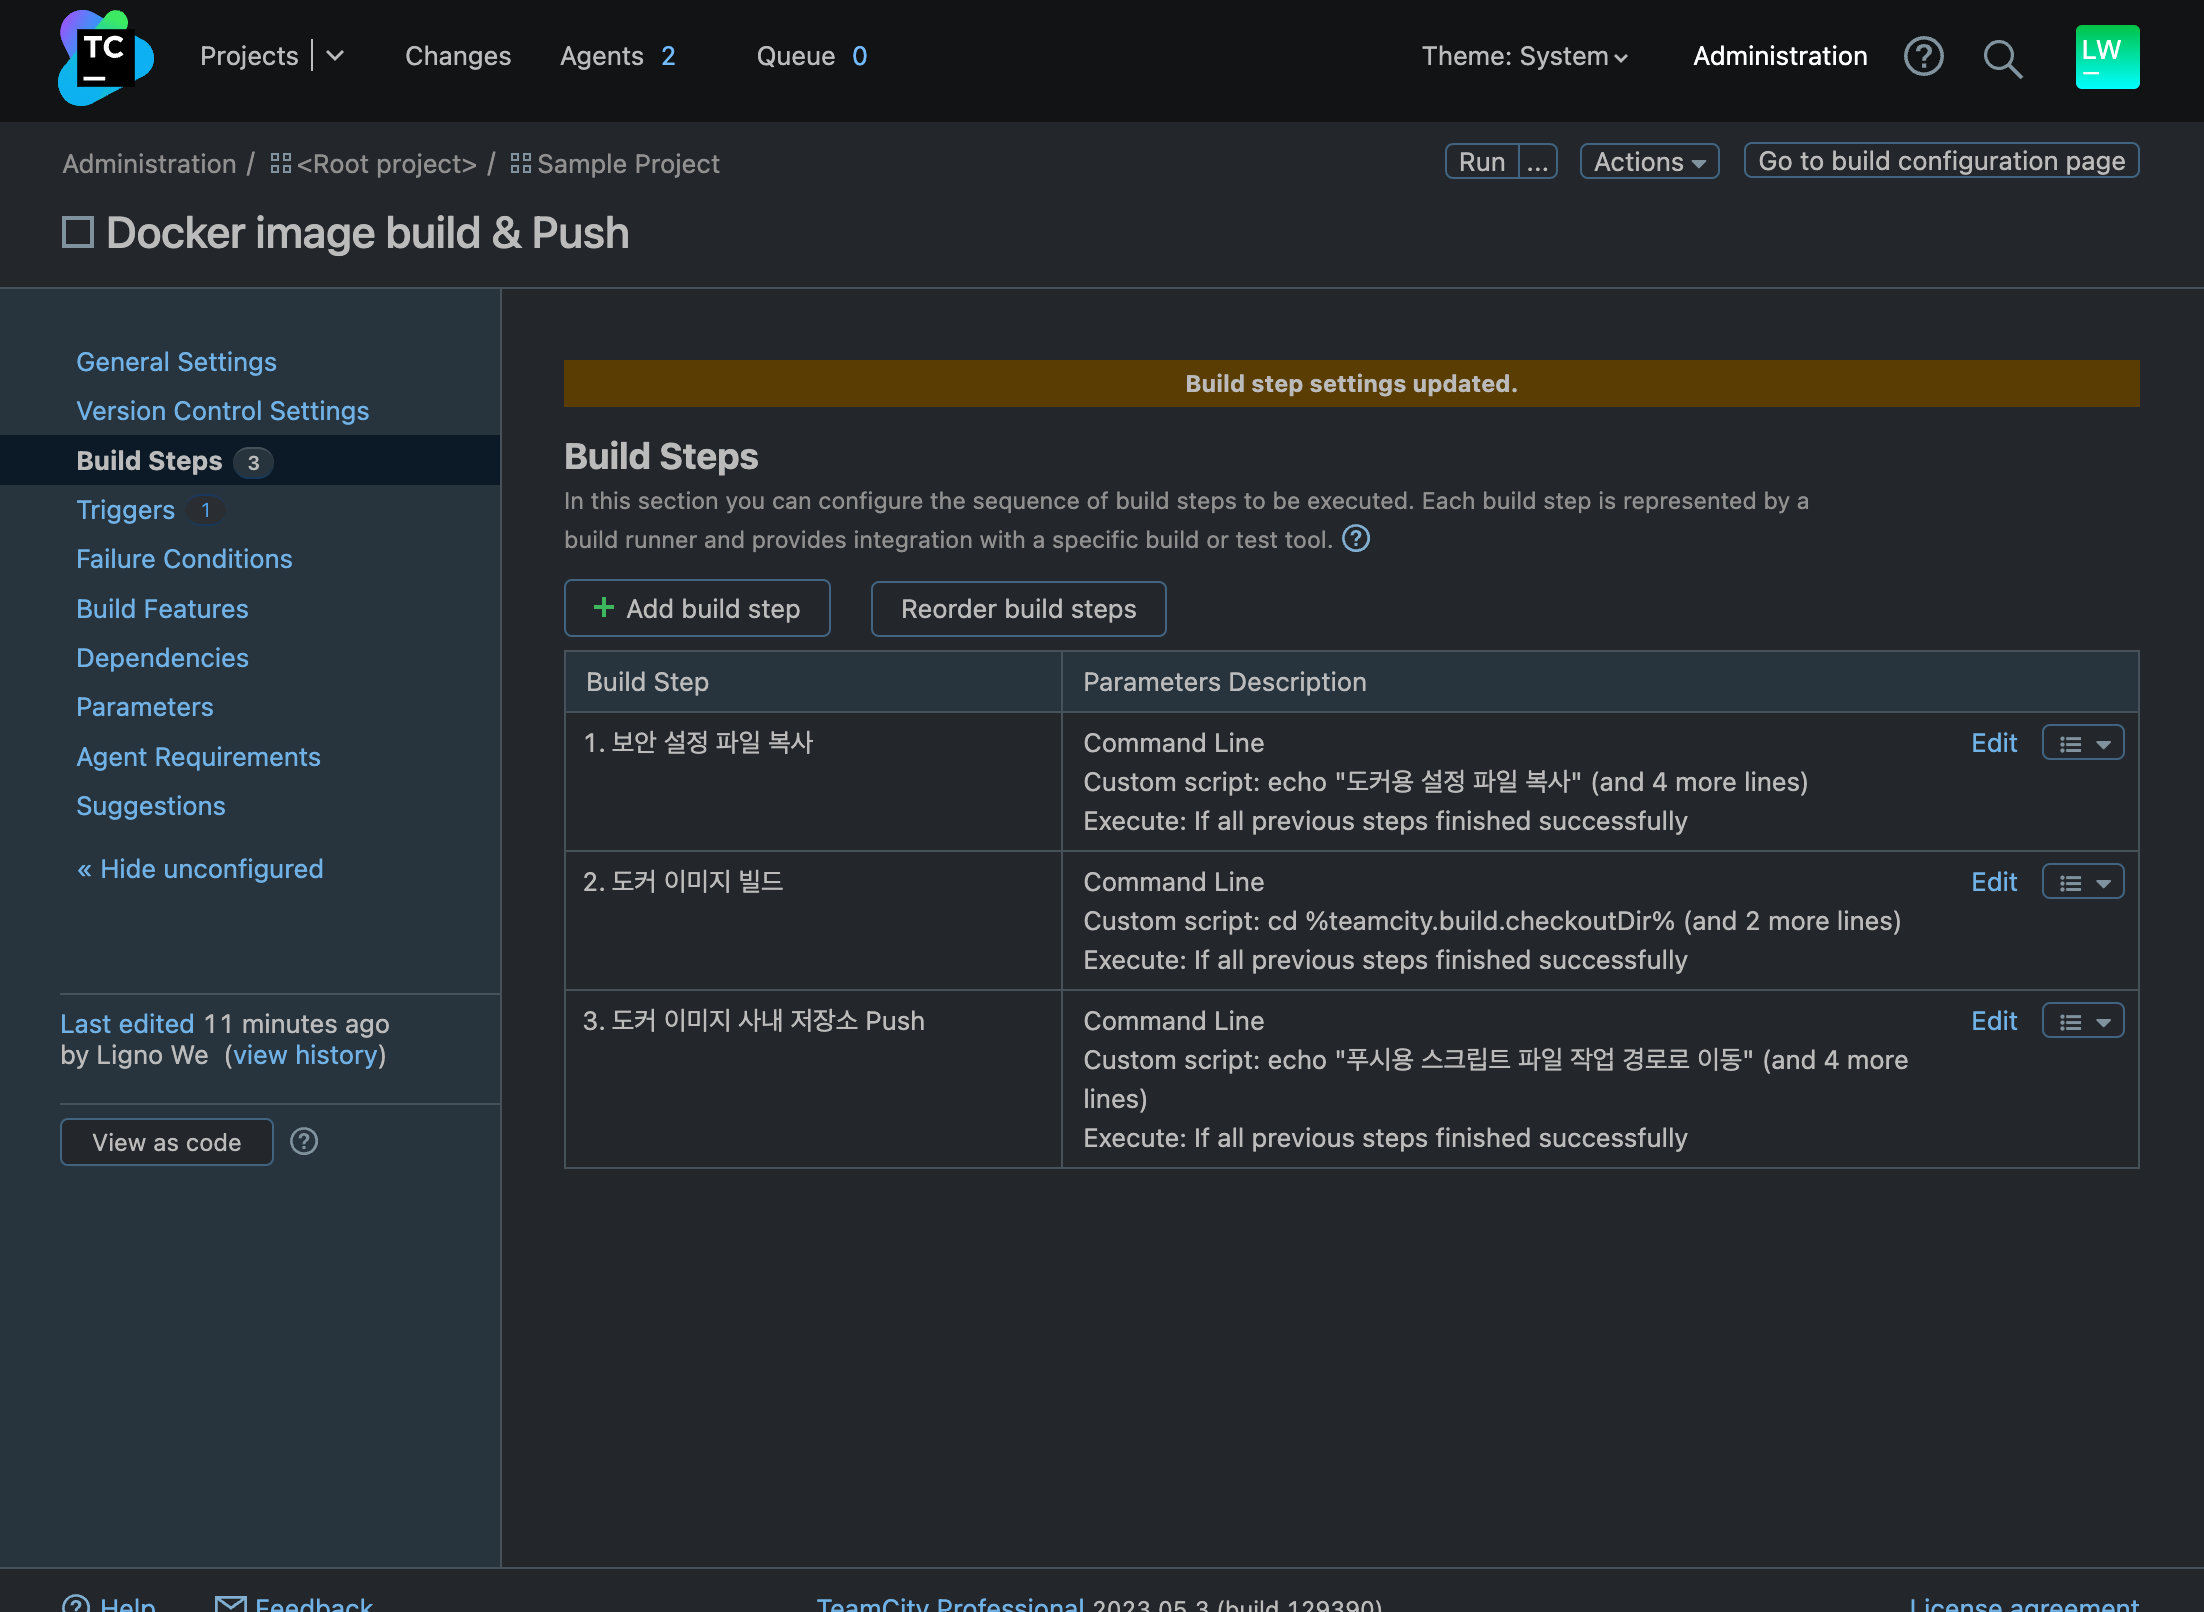 TC
Projects
Changes
Agents 2
Queue 0
Theme: System
Administration
LW
Administration / <Root project> / Sample Project
Run ...
Actions
Go to build configuration page
Docker image build & Push
General Settings
Version Control Settings
Build Steps 3
Triggers 1
Failure Conditions
Build Features
Dependencies
Parameters
Agent Requirements
Suggestions
« Hide unconfigured
Last edited 11 minutes ago
by Ligno We (view history)
View as code
Build step settings updated.
Build Steps
In this section you can configure the sequence of build steps to be executed. Each build step is represented by a
build runner and provides integration with a specific build or test tool.
Add build step
Reorder build steps
Build Step
Parameters Description
1. 보안 설정 파일 복사
Command Line
Edit
Custom script: echo "도커용 설정 파일 복사" (and 4 more lines)
Execute: If all previous steps finished successfully
2. 도커 이미지 빌드
Command Line
Edit
Custom script: cd %teamcity.build.checkoutDir% (and 2 more lines)
Execute: If all previous steps finished successfully
3. 도커 이미지 사내 저장소 Push
Command Line
Edit
Custom script: echo "푸시용 스크립트 파일 작업 경로로 이동" (and 4 more
lines)
Execute: If all previous steps finished successfully
Help
Feedback
TeamCity Professional 2023.05.3 (build 129390)
License agreement